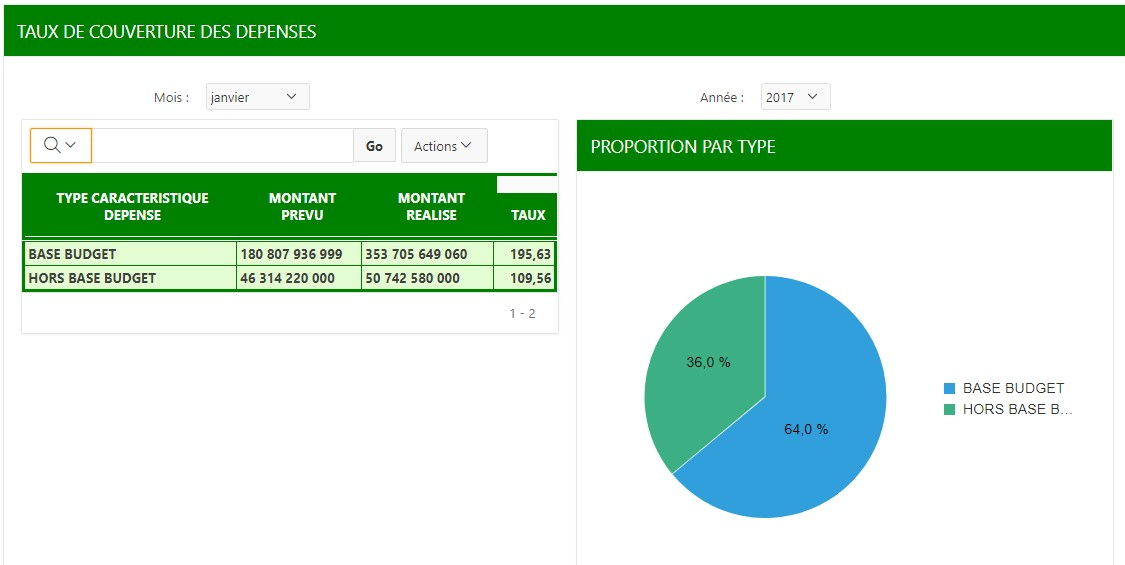 TAUX DE COUVERTURE DES DEPENSES
Mois : janvier
Année : 2017
Go
Actions
TYPE CARACTERISTIQUE DEPENSE
MONTANT PREVU
MONTANT REALISE
TAUX
BASE BUDGET 180 807 936 999 353 705 649 060 195,63
HORS BASE BUDGET 46 314 220 000 50 742 580 000 109,56
1 - 2
PROPORTION PAR TYPE
36,0 %
64,0 %
BASE BUDGET
HORS BASE B...